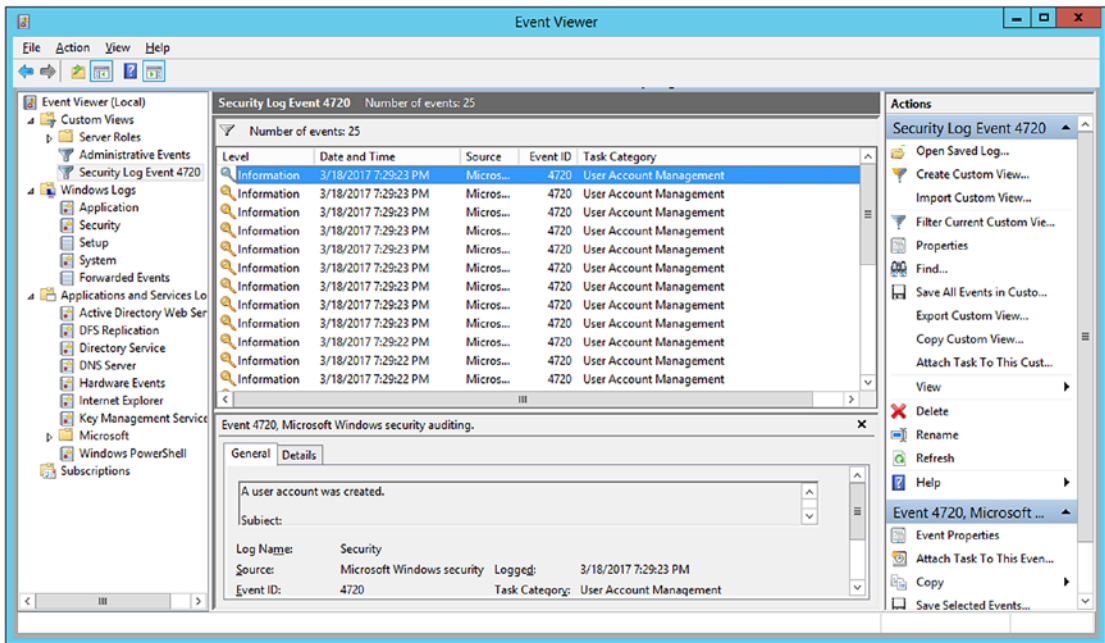 Event Viewer
File Action View Help
Event Viewer (Local)
Custom Views
Server Roles
Administrative Events
Security Log Event 4720
Windows Logs
Application
Security
Setup
System
Forwarded Events
Applications and Services Lo
Active Directory Web Ser
DFS Replication
Directory Service
DNS Server
Hardware Events
Internet Explorer
Key Management Service
Microsoft
Windows PowerShell
Subscriptions
Security Log Event 4720 Number of events: 25
Number of events: 25
Level Date and Time Source Event ID Task Category
Information 3/18/2017 7:29:23 PM Micros... 4720 User Account Management
Information 3/18/2017 7:29:23 PM Micros... 4720 User Account Management
Information 3/18/2017 7:29:23 PM Micros... 4720 User Account Management
Information 3/18/2017 7:29:23 PM Micros... 4720 User Account Management
Information 3/18/2017 7:29:23 PM Micros... 4720 User Account Management
Information 3/18/2017 7:29:23 PM Micros... 4720 User Account Management
Information 3/18/2017 7:29:23 PM Micros... 4720 User Account Management
Information 3/18/2017 7:29:23 PM Micros... 4720 User Account Management
Information 3/18/2017 7:29:23 PM Micros... 4720 User Account Management
Information 3/18/2017 7:29:22 PM Micros... 4720 User Account Management
Information 3/18/2017 7:29:22 PM Micros... 4720 User Account Management
Information 3/18/2017 7:29:22 PM Micros... 4720 User Account Management
Event 4720, Microsoft Windows security auditing.
General Details
A user account was created.
Subject:
Log Name: Security
Source: Microsoft Windows security Logged: 3/18/2017 7:29:23 PM
Event ID: 4720 Task Category: User Account Management
Actions
Security Log Event 4720
Open Saved Log...
Create Custom View...
Import Custom View...
Filter Current Custom Vie...
Properties
Find...
Save All Events in Custo...
Export Custom View...
Copy Custom View...
Attach Task To This Cust...
View
Delete
Rename
Refresh
Help
Event 4720, Microsoft ...
Event Properties
Attach Task To This Even...
Copy
Save Selected Events...